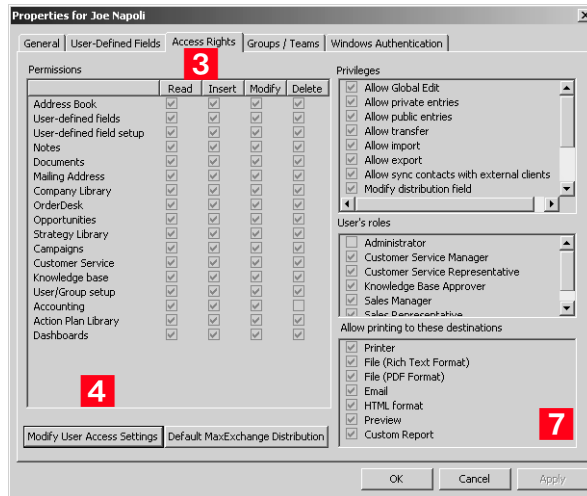 Properties for Joe Napoli
General User-Defined Fields Access Rights Groups / Teams Windows Authentication
3
Permissions
Read Insert Modify Delete
Address Book
User-defined fields
User-defined field setup
Notes
Documents
Mailing Address
Company Library
OrderDesk
Opportunities
Strategy Library
Campaigns
Customer Service
Knowledge base
User/Group setup
Accounting
Action Plan Library
Dashboards
4
Modify User Access Settings Default MaxExchange Distribution
Privileges
Allow Global Edit
Allow private entries
Allow public entries
Allow transfer
Allow import
Allow export
Allow sync contacts with external clients
Modify distribution field
User's roles
Administrator
Customer Service Manager
Customer Service Representative
Knowledge Base Approver
Sales Manager
Sales Representative
Allow printing to these destinations
Printer
File (Rich Text Format)
File (PDF Format)
Email
HTML format
Preview
Custom Report
7
OK Cancel Apply